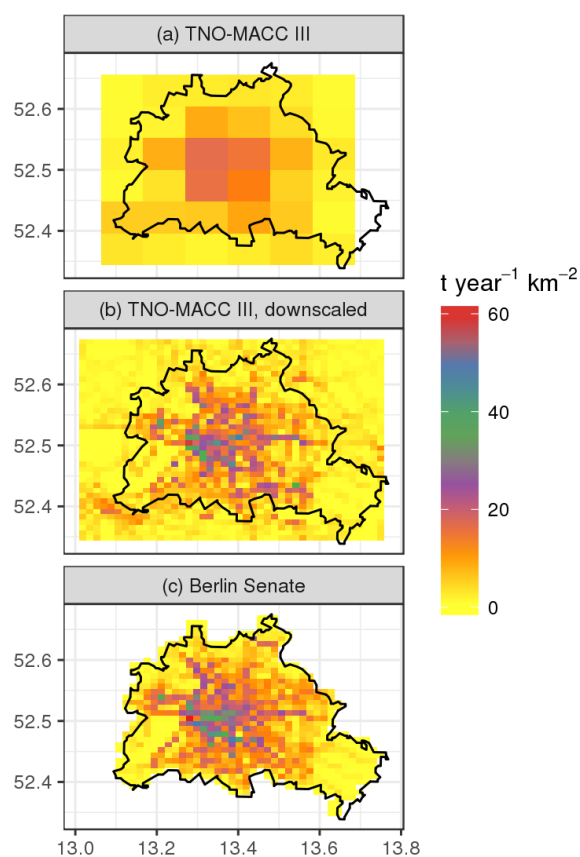 (a) TNO-MACC III
52.6
52.5
52.4
(b) TNO-MACC III, downscaled
52.6
52.5
52.4
(c) Berlin Senate
52.6
52.5
52.4
13.0 13.2 13.4 13.6 13.8
t year⁻¹ km⁻²
60
40
20
0